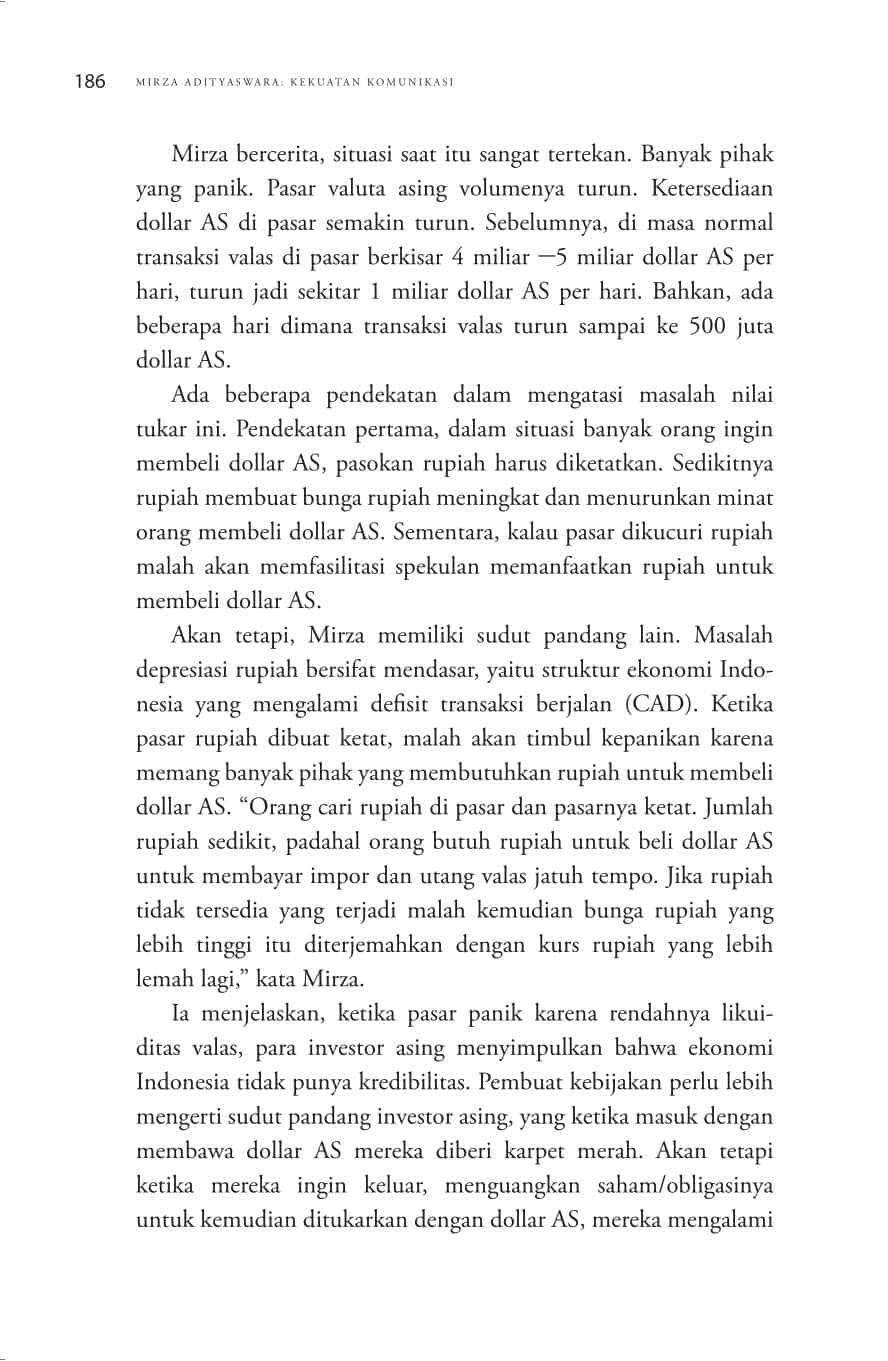 186 MIRZA ADITYASWARA: KEKUATAN KOMUNIKASI
Mirza bercerita, situasi saat itu sangat tertekan. Banyak pihak
yang panik. Pasar valuta asing volumenya turun. Ketersediaan
dollar AS di pasar semakin turun. Sebelumnya, di masa normal
transaksi valas di pasar berkisar 4 miliar —5 miliar dollar AS per
hari, turun jadi sekitar 1 miliar dollar AS per hari. Bahkan, ada
beberapa hari dimana transaksi valas turun sampai ke 500 juta
dollar AS.
Ada beberapa pendekatan dalam mengatasi masalah nilai
tukar ini. Pendekatan pertama, dalam situasi banyak orang ingin
membeli dollar AS, pasokan rupiah harus diketatkan. Sedikitnya
rupiah membuat bunga rupiah meningkat dan menurunkan minat
orang membeli dollar AS. Sementara, kalau pasar dikucuri rupiah
malah akan memfasilitasi spekulan memanfaatkan rupiah untuk
membeli dollar AS.
Akan tetapi, Mirza memiliki sudut pandang lain. Masalah
depresiasi rupiah bersifat mendasar, yaitu struktur ekonomi Indo-
nesia yang mengalami defisit transaksi berjalan (CAD). Ketika
pasar rupiah dibuat ketat, malah akan timbul kepanikan karena
memang banyak pihak yang membutuhkan rupiah untuk membeli
dollar AS. “Orang cari rupiah di pasar dan pasarnya ketat. Jumlah
rupiah sedikit, padahal orang butuh rupiah untuk beli dollar AS
untuk membayar impor dan utang valas jatuh tempo. Jika rupiah
tidak tersedia yang terjadi malah kemudian bunga rupiah yang
lebih tinggi itu diterjemahkan dengan kurs rupiah yang lebih
lemah lagi,” kata Mirza.
Ia menjelaskan, ketika pasar panik karena rendahnya likui-
ditas valas, para investor asing menyimpulkan bahwa ekonomi
Indonesia tidak punya kredibilitas. Pembuat kebijakan perlu lebih
mengerti sudut pandang investor asing, yang ketika masuk dengan
membawa dollar AS mereka diberi karpet merah. Akan tetapi
ketika mereka ingin keluar, menguangkan saham/obligasinya
untuk kemudian ditukarkan dengan dollar AS, mereka mengalami